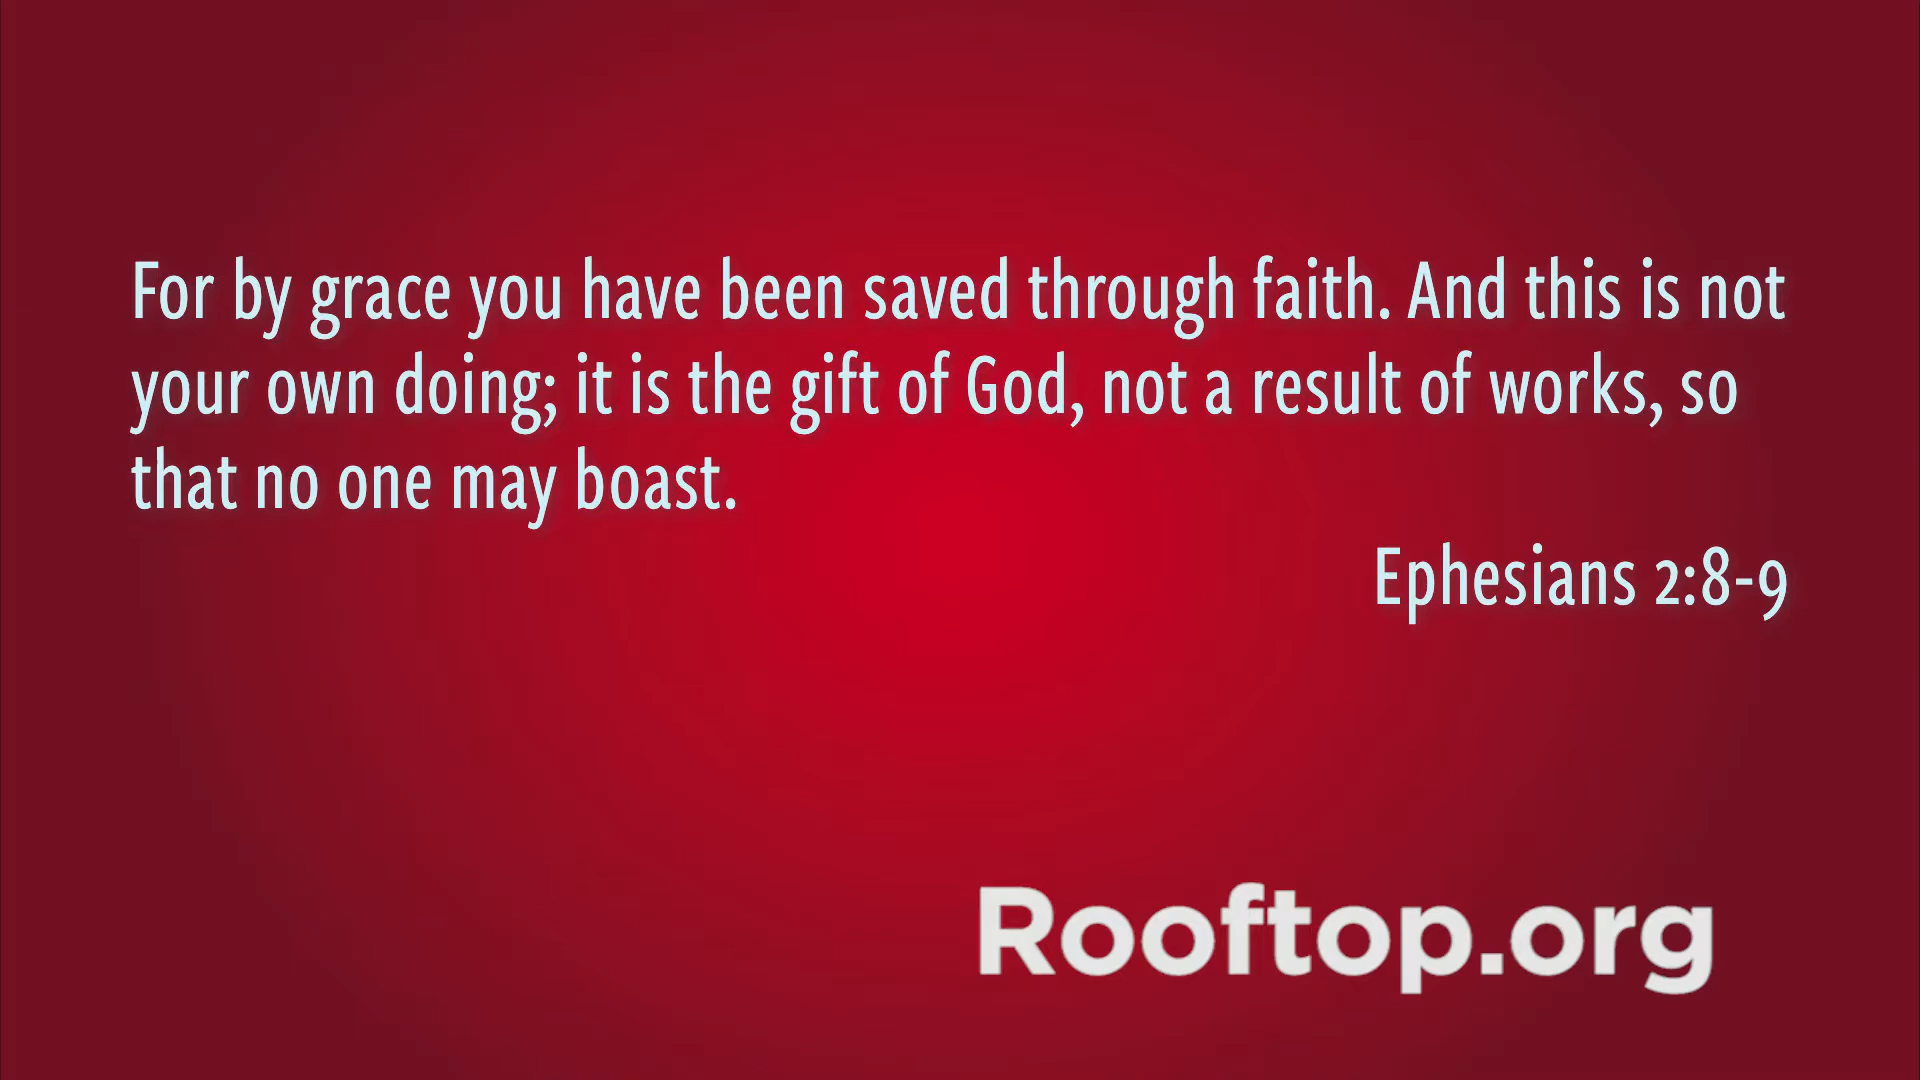 For by grace you have been saved through faith. And this is not
your own doing; it is the gift of God, not a result of works, so
that no one may boast.
Ephesians 2:8-9
Rooftop.org